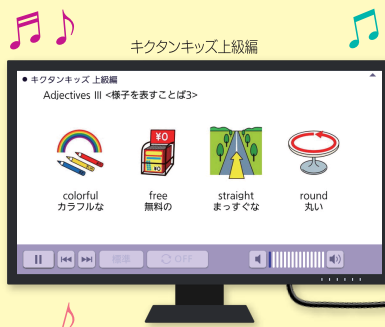 キクタンキッズ上級編
● キクタンキッズ 上級編
Adjectives III <様子を表すことば3>
¥0
colorful
カラフルな
free
無料の
straight
まっすぐな
round
丸い
標準
OFF